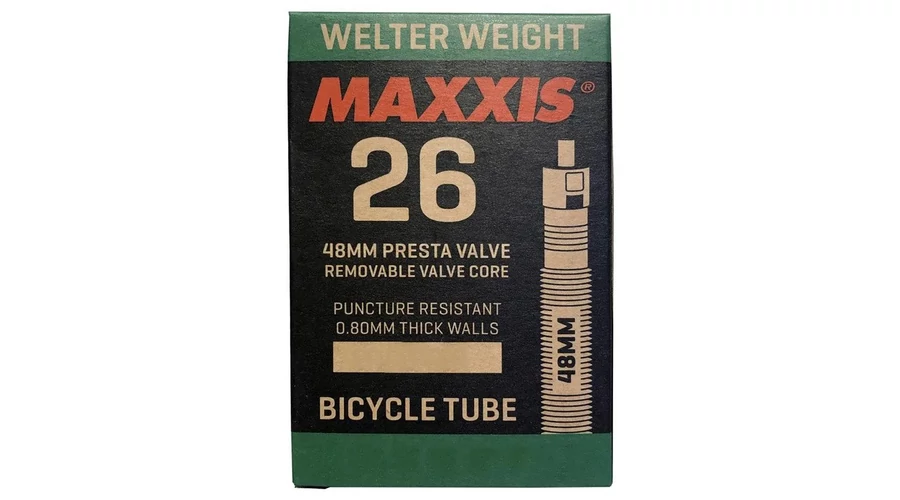 WELTER WEIGHT
MAXXIS®
26
48MM PRESTA VALVE
REMOVABLE VALVE CORE
PUNCTURE RESISTANT
0.80MM THICK WALLS
BICYCLE TUBE
48MM